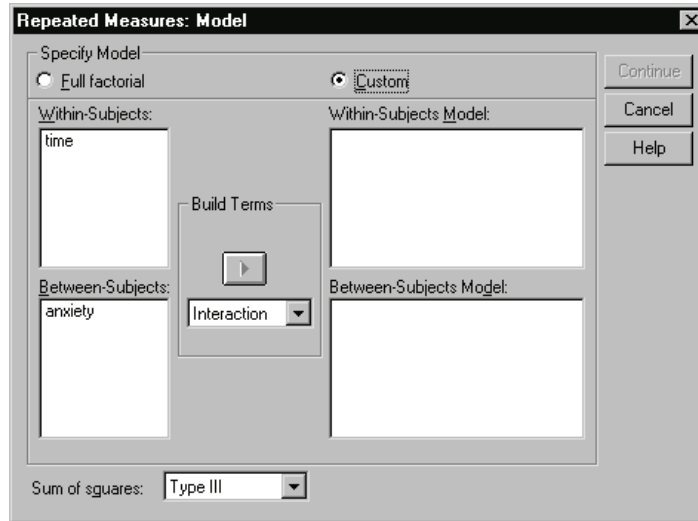 Repeated Measures: Model
Specify Model
Full factorial
Custom
Continue
Cancel
Help
Within-Subjects:
time
Within-Subjects Model:
Build Terms
Interaction
Between-Subjects:
anxiety
Between-Subjects Model:
Sum of squares: Type III